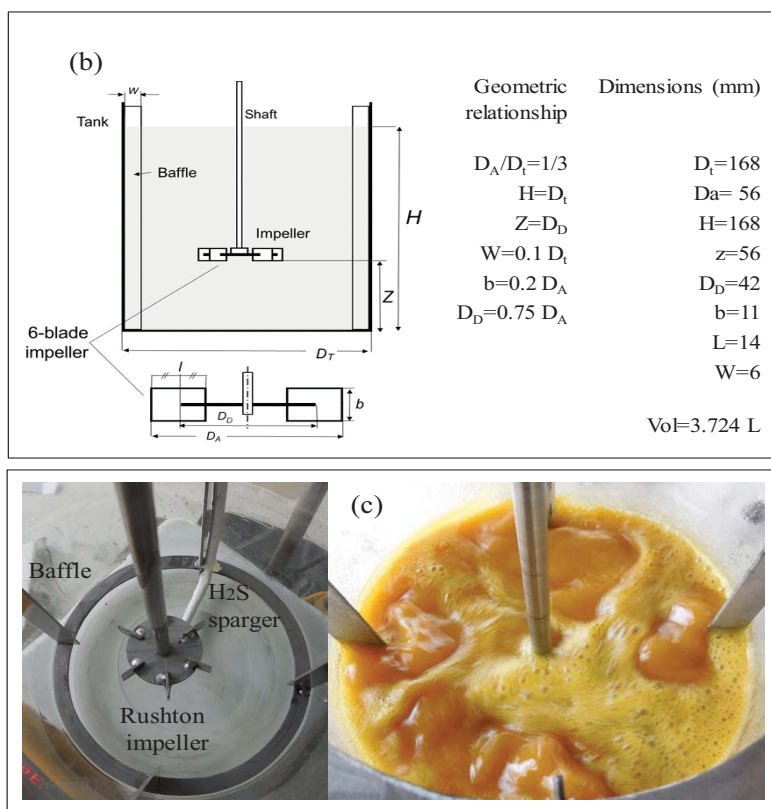 (b)
w
Tank
Shaft
Baffle
Impeller
H
Z
6-blade
impeller
D_T
l
b
D_D
D_A
Geometric
relationship
D_A/D_t=1/3
H=D_t
Z=D_D
W=0.1 D_t
b=0.2 D_A
D_D=0.75 D_A
Dimensions (mm)
D_t=168
Da= 56
H=168
z=56
D_D=42
b=11
L=14
W=6
Vol=3.724 L
Baffle
H2S
sparger
Rushton
impeller
(c)